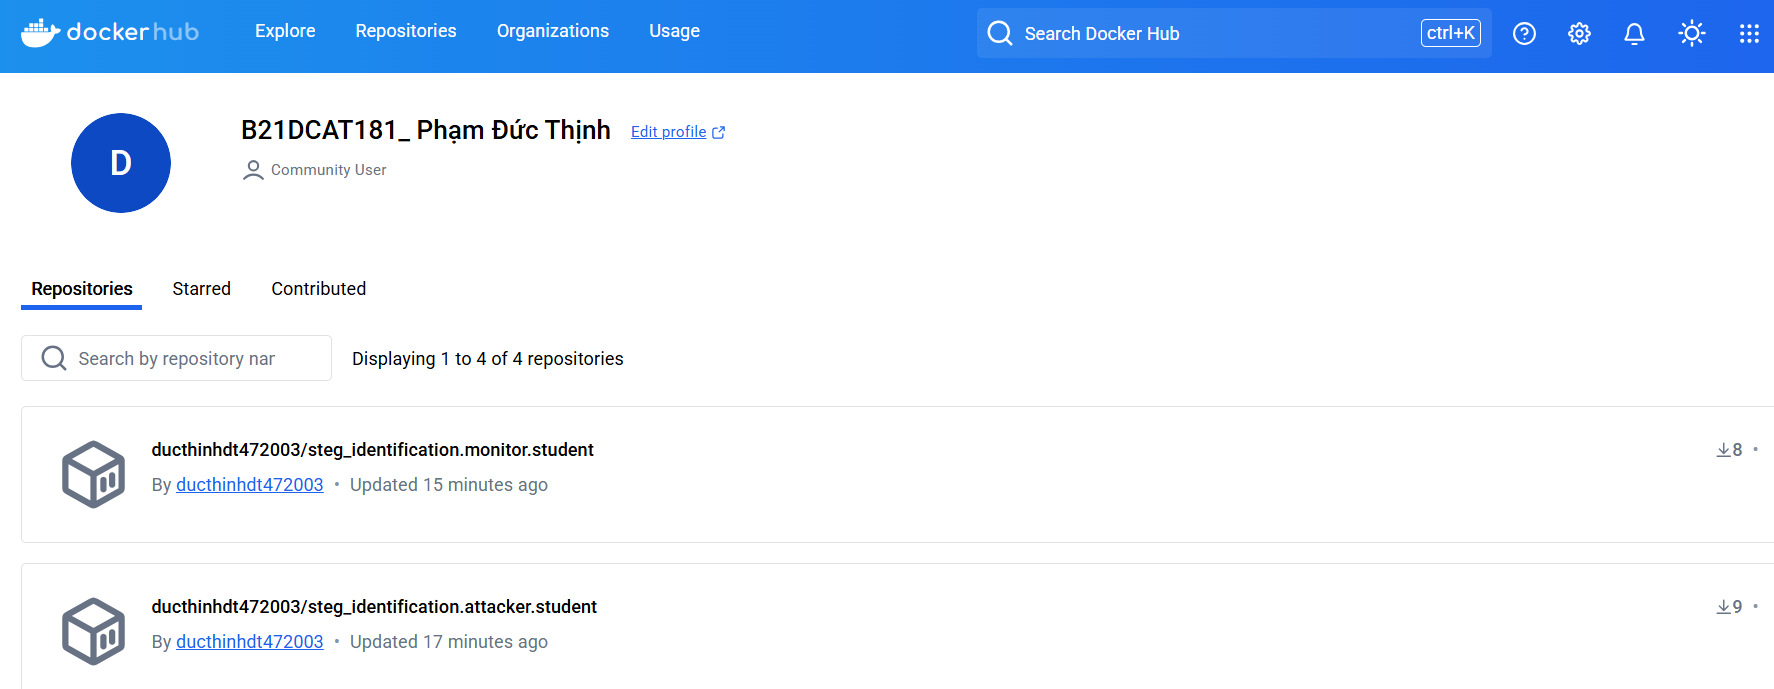 docker hub Explore Repositories Organizations Usage Search Docker Hub ctrl+K
B21DCAT181_ Phạm Đức Thịnh Edit profile
Community User
D
Repositories Starred Contributed
Search by repository nar Displaying 1 to 4 of 4 repositories
ducthinhdt472003/steg_identification.monitor.student 8 •
By ducthinhdt472003 • Updated 15 minutes ago
ducthinhdt472003/steg_identification.attacker.student 9 •
By ducthinhdt472003 • Updated 17 minutes ago